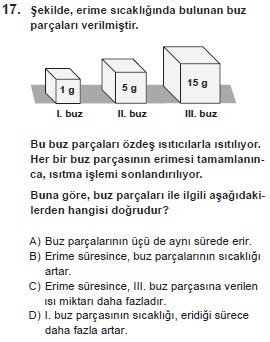 17. Şekilde, erime sıcaklığında bulunan buz
parçaları verilmiştir.
1 g
5 g
15 g
I. buz
II. buz
III. buz
Bu buz parçaları özdeş ısıtıcılarla ısıtılıyor.
Her bir buz parçasının erimesi tamamlanın-
ca, ısıtma işlemi sonlandırılıyor.
Buna göre, buz parçaları ile ilgili aşağıdaki-
lerden hangisi doğrudur?
A) Buz parçalarının üçü de aynı sürede erir.
B) Erime süresince, buz parçalarının sıcaklığı
artar.
C) Erime süresince, III. buz parçasına verilen
ısı miktarı daha fazladır.
D) I. buz parçasının sıcaklığı, eridiği sürece
daha fazla artar.